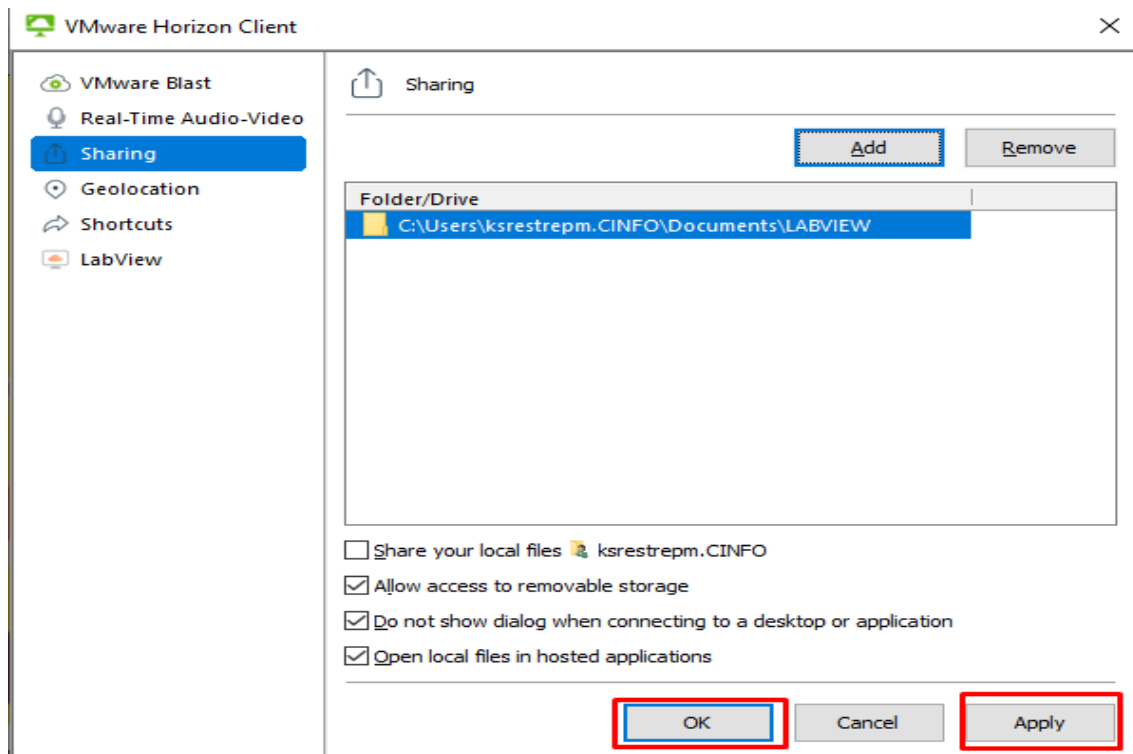 VMware Horizon Client
VMware Blast
Real-Time Audio-Video
Sharing
Geolocation
Shortcuts
LabView
Sharing
Add Remove
Folder/Drive
C:\Users\ksrestrepm.CINFO\Documents\LABVIEW
Share your local files ksrestrepm.CINFO
Allow access to removable storage
Do not show dialog when connecting to a desktop or application
Open local files in hosted applications
OK Cancel Apply